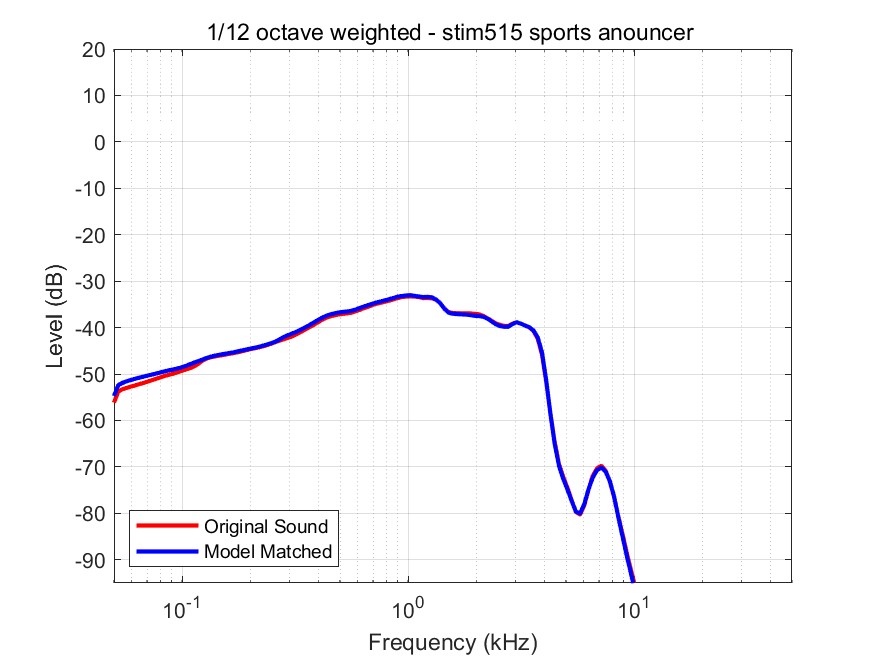 1/12 octave weighted - stim515 sports anouncer
20
10
0
-10
-20
-30
-40
-50
-60
-70
-80
-90
Level (dB)
Original Sound
Model Matched
10^-1 10^0 10^1
Frequency (kHz)